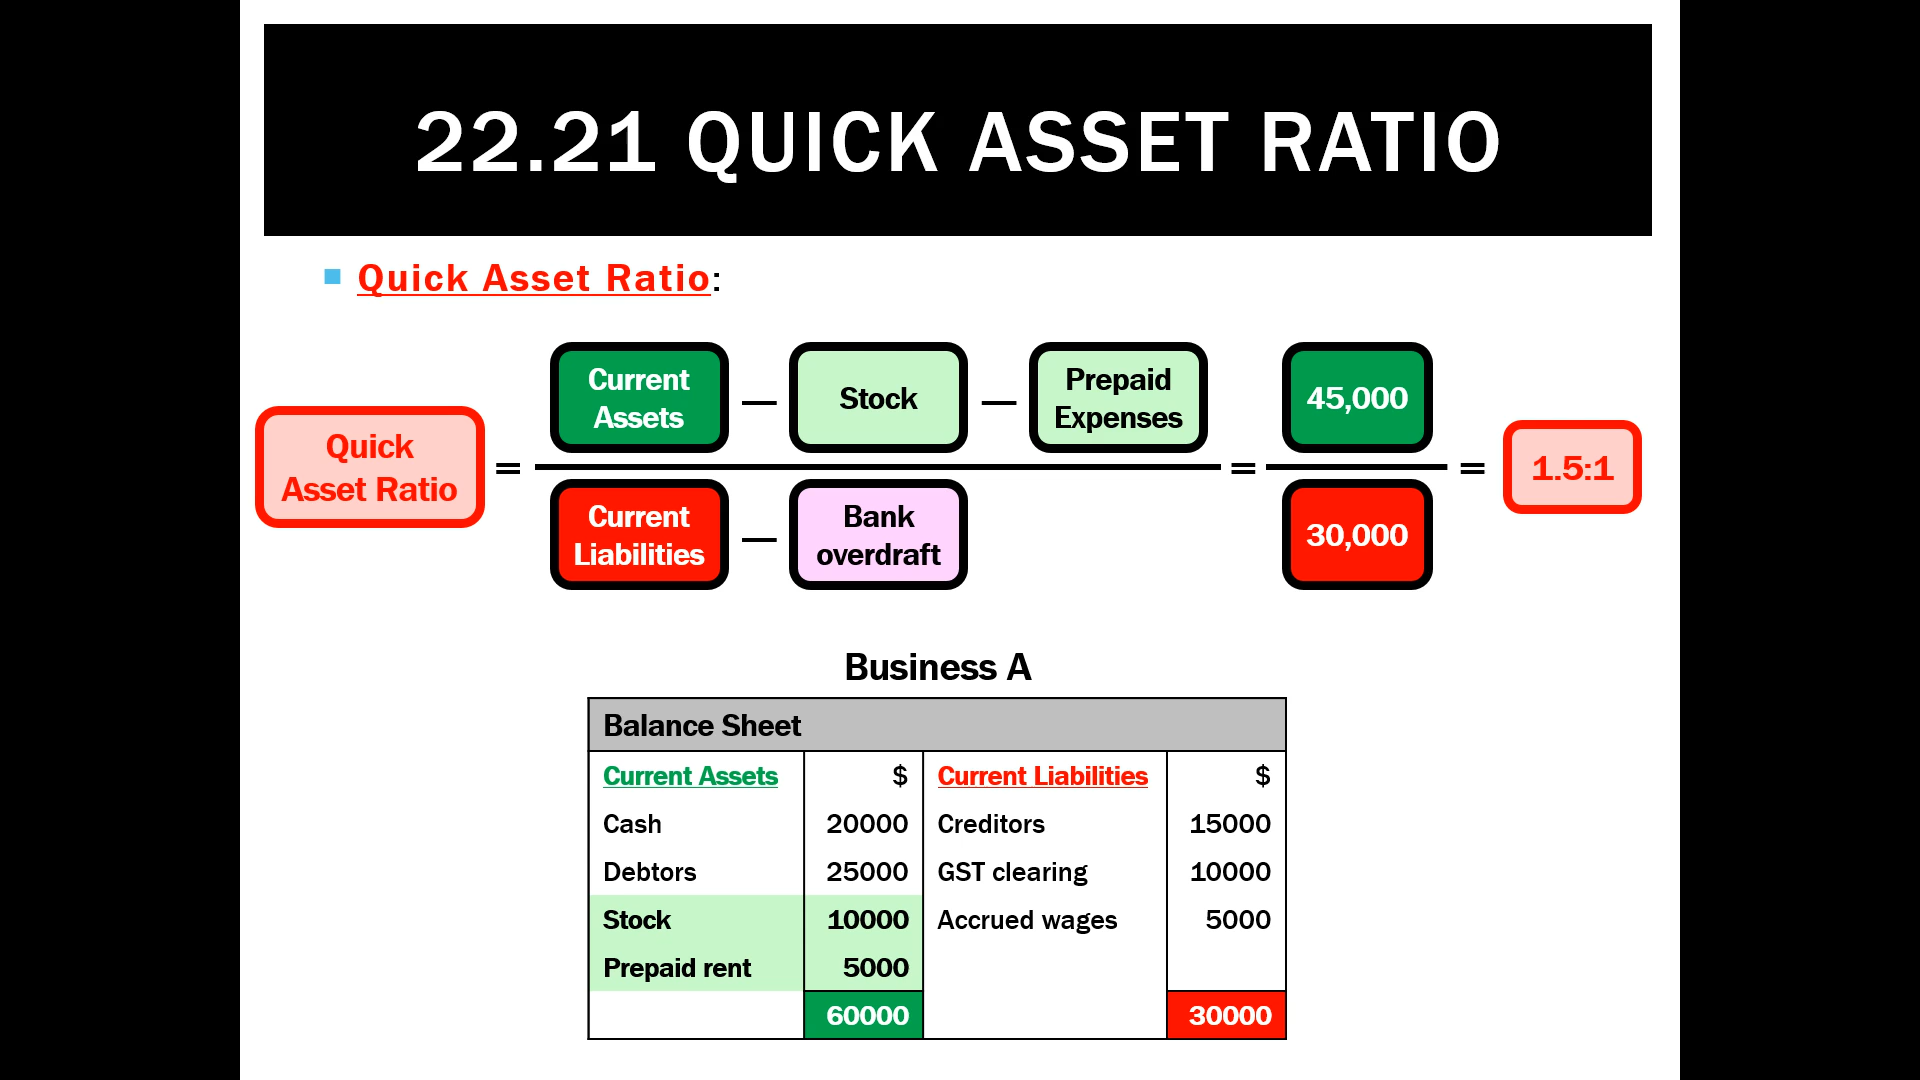 22.21 QUICK ASSET RATIO
Quick Asset Ratio:
Quick
Asset Ratio
=
Current
Assets
—
Stock
—
Prepaid
Expenses
Current
Liabilities
—
Bank
overdraft
=
45,000
30,000
=
1.5:1
Business A
Balance Sheet
Current Assets $ Current Liabilities $
Cash 20000 Creditors 15000
Debtors 25000 GST clearing 10000
Stock 10000 Accrued wages 5000
Prepaid rent 5000
60000 30000